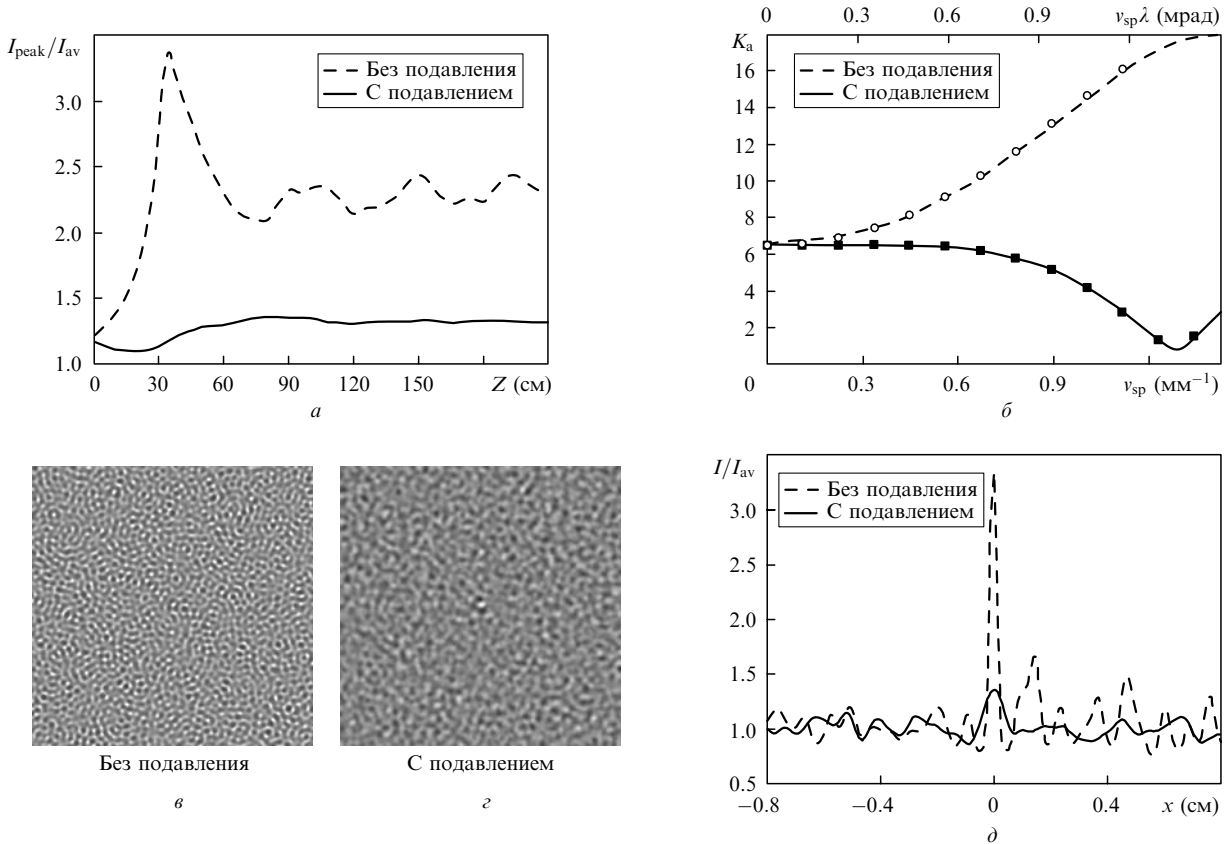 I_peak/I_av
3.0
2.5
2.0
1.5
1.0
0 30 60 90 120 150 Z (см)
Без подавления
С подавлением
а
0 0.3 0.6 0.9 ν_sp λ (мрад)
K_a
16
14
12
10
8
6
4
2
0 0.3 0.6 0.9 ν_sp (мм⁻¹)
Без подавления
С подавлением
б
Без подавления
в
С подавлением
г
I/I_av
3.0
2.5
2.0
1.5
1.0
0.5
−0.8 −0.4 0 0.4 x (см)
Без подавления
С подавлением
д